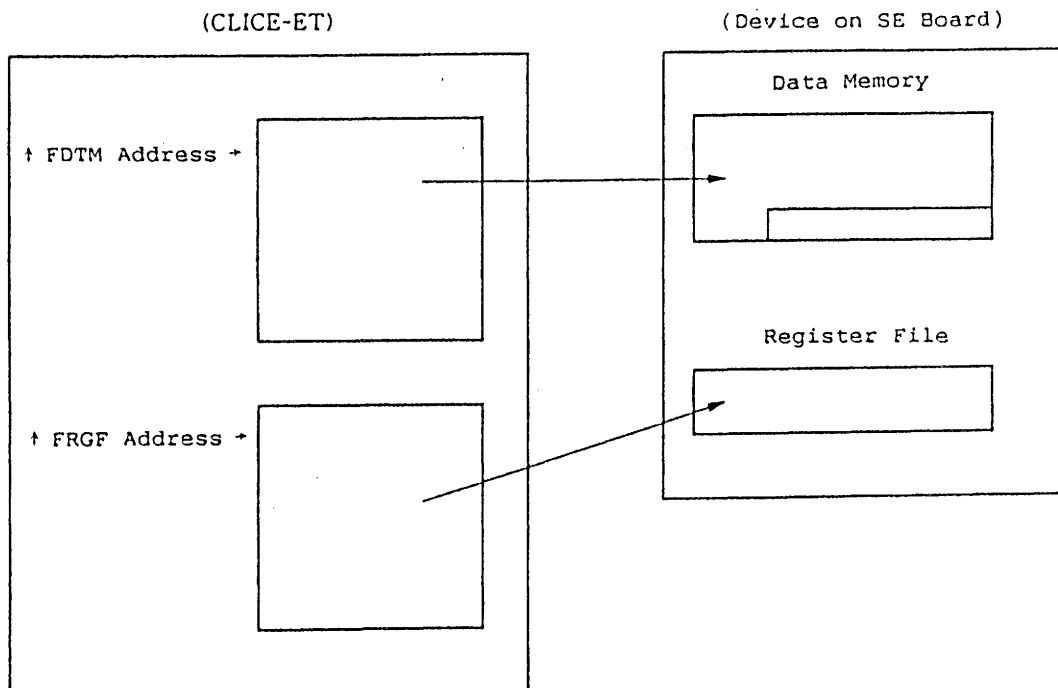 (CLICE-ET)
(Device on SE Board)
Data Memory
↑ FDTM Address →
Register File
↑ FRGF Address →